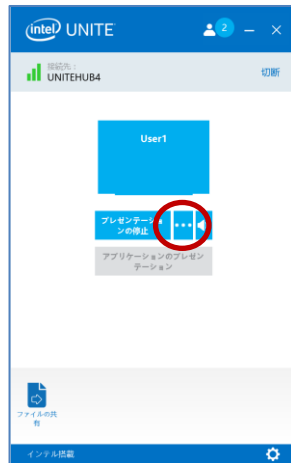 intel UNITE
2
接続先：
UNITEHUB4
切断
User1
プレゼンテーショ
ンの停止
アプリケーションのプレゼン
テーション
ファイルの共
有
インテル搭載